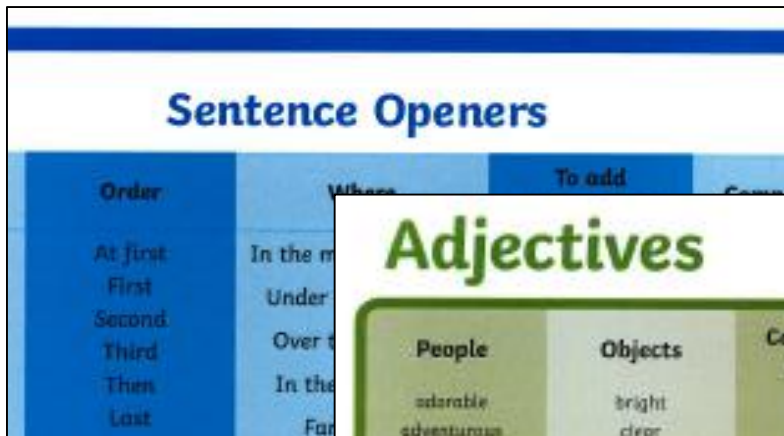 Sentence Openers
Order
Where
To add
At first
First
Second
Third
Then
Last
In the
Under
Over
In the
Adjectives
People
Objects
adorable
adventurous
bright
clear